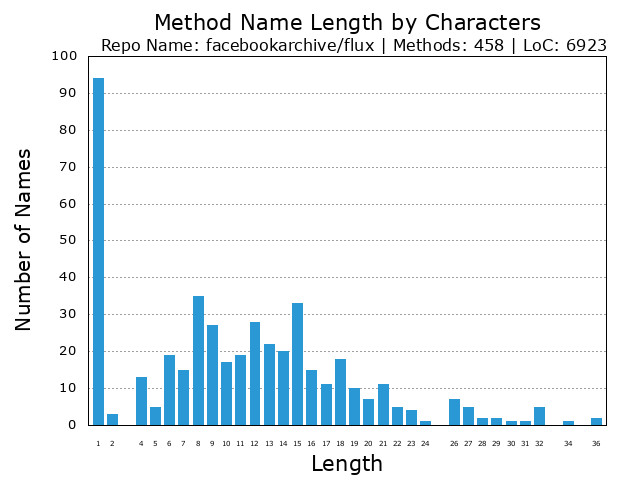 Method Name Length by Characters
Repo Name: facebookarchive/flux | Methods: 458 | LoC: 6923
100
90
80
70
60
50
40
30
20
10
0
Number of Names
1 2 4 5 6 7 8 9 10 11 12 13 14 15 16 17 18 19 20 21 22 23 24 26 27 28 29 30 31 32 34 36
Length